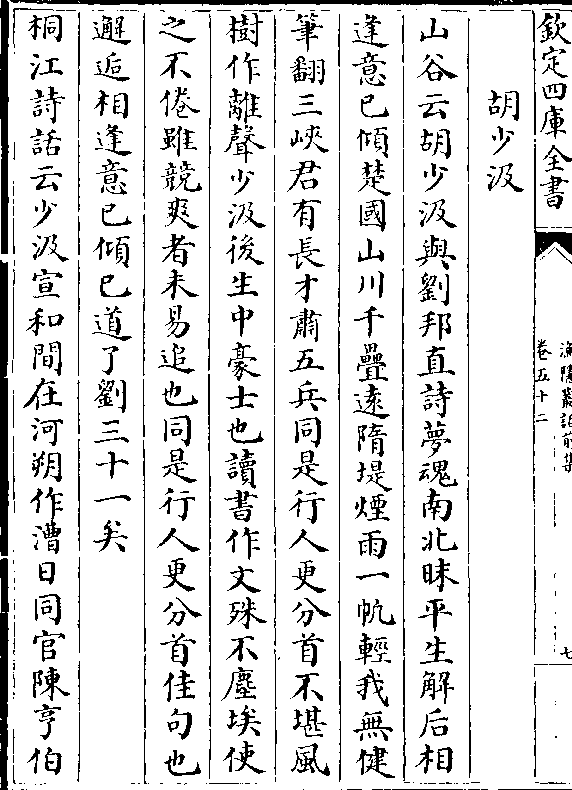 欽定四庫全書
漁隱叢話前集
卷五十二
七
胡少汲
山谷云胡少汲與劉邦直詩夢魂南北昧平生解后相
逢意已傾楚國山川千疊遠隋堤煙雨一帆輕我無健
筆翻三峽君有長才肅五兵同是行人更分首不堪風
樹作離聲少汲後生中豪士也讀書作文殊不塵埃使
之不倦雖競爽者未易追也同是行人更分首佳句也
邂逅相逢意已傾已道了劉三十一矣
桐江詩話云少汲宣和間在河朔作漕日同官陳亨伯